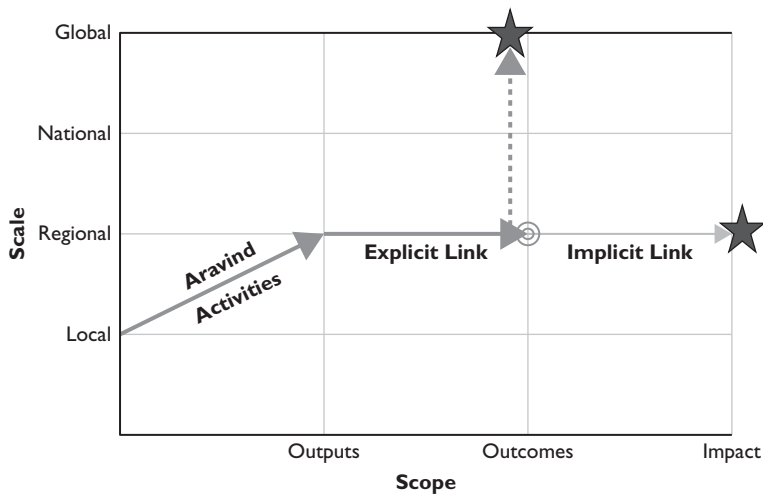 Global
National
Regional
Local
Scale
Aravind
Activities
Explicit Link
Implicit Link
Outputs
Outcomes
Impact
Scope